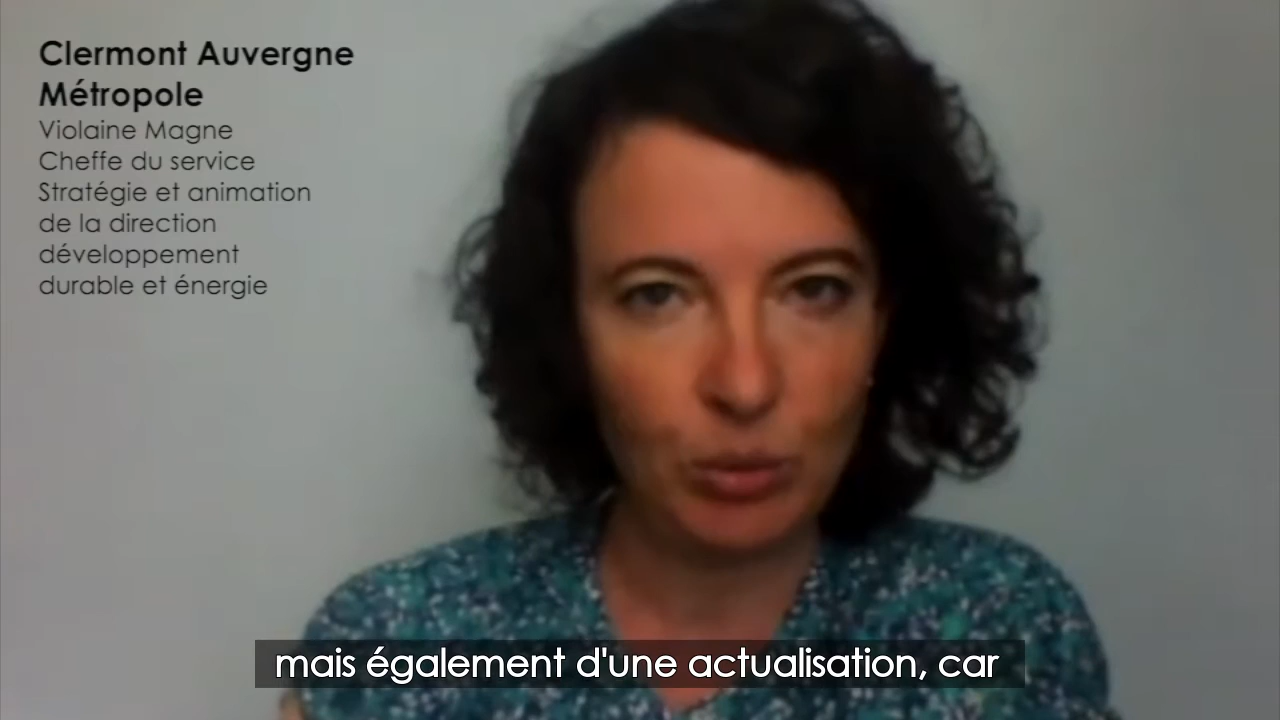 Clermont Auvergne
Métropole
Violaine Magne
Cheffe du service
Stratégie et animation
de la direction
développement
durable et énergie
mais également d'une actualisation, car